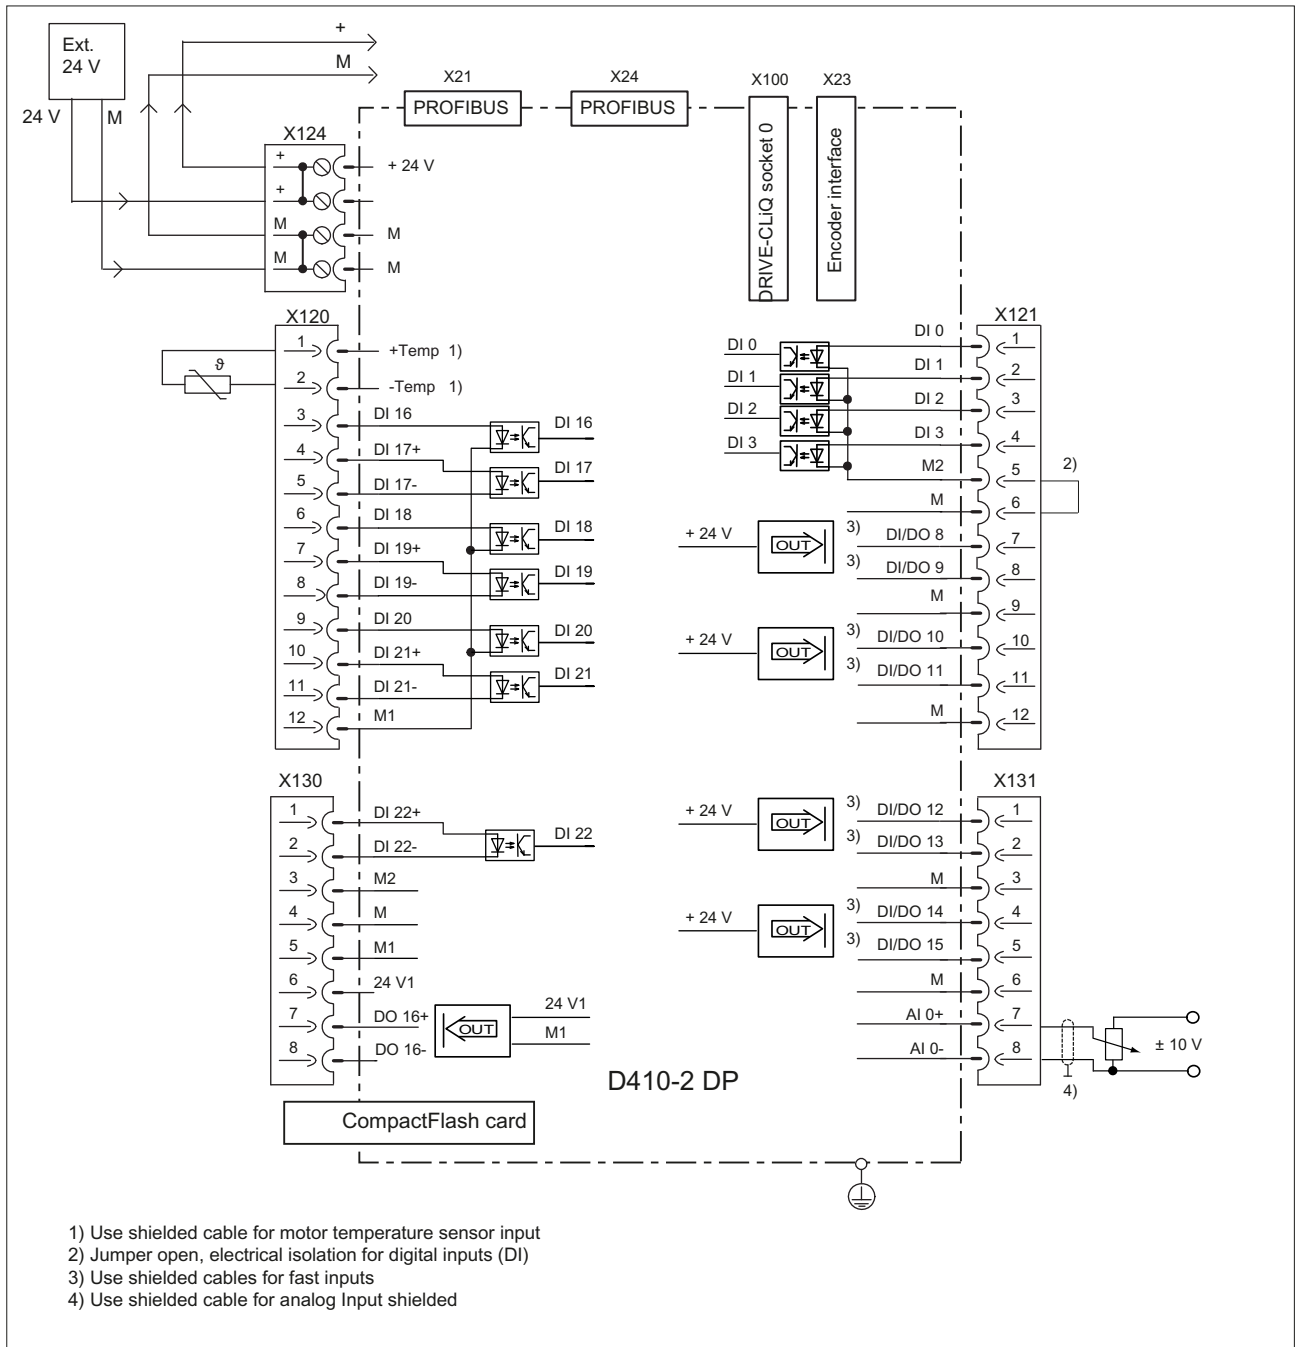 Ext.
24 V
+
M
24 V
M
X21
PROFIBUS
X24
PROFIBUS
X100
DRIVE-CLiQ socket 0
X23
Encoder interface
X124
+
+ 24 V
+
M
M
M
M
X120
1
+Temp 1)
ϑ
2
-Temp 1)
3
DI 16
DI 16
4
DI 17+
DI 17
5
DI 17-
6
DI 18
DI 18
7
DI 19+
DI 19
8
DI 19-
9
DI 20
DI 20
10
DI 21+
DI 21
11
DI 21-
12
M1
X121
DI 0
DI 0
1
DI 1
DI 1
2
DI 2
DI 2
3
DI 3
DI 3
4
M2
5
2)
M
6
+ 24 V
OUT
3)
DI/DO 8
7
3)
DI/DO 9
8
M
9
+ 24 V
OUT
3)
DI/DO 10
10
3)
DI/DO 11
11
M
12
X130
1
DI 22+
DI 22
2
DI 22-
3
M2
4
M
5
M1
6
24 V1
7
DO 16+
OUT
24 V1
M1
8
DO 16-
X131
+ 24 V
OUT
3)
DI/DO 12
1
3)
DI/DO 13
2
M
3
+ 24 V
OUT
3)
DI/DO 14
4
3)
DI/DO 15
5
M
6
AI 0+
7
AI 0-
8
± 10 V
4)
D410-2 DP
CompactFlash card
1) Use shielded cable for motor temperature sensor input
2) Jumper open, electrical isolation for digital inputs (DI)
3) Use shielded cables for fast inputs
4) Use shielded cable for analog Input shielded